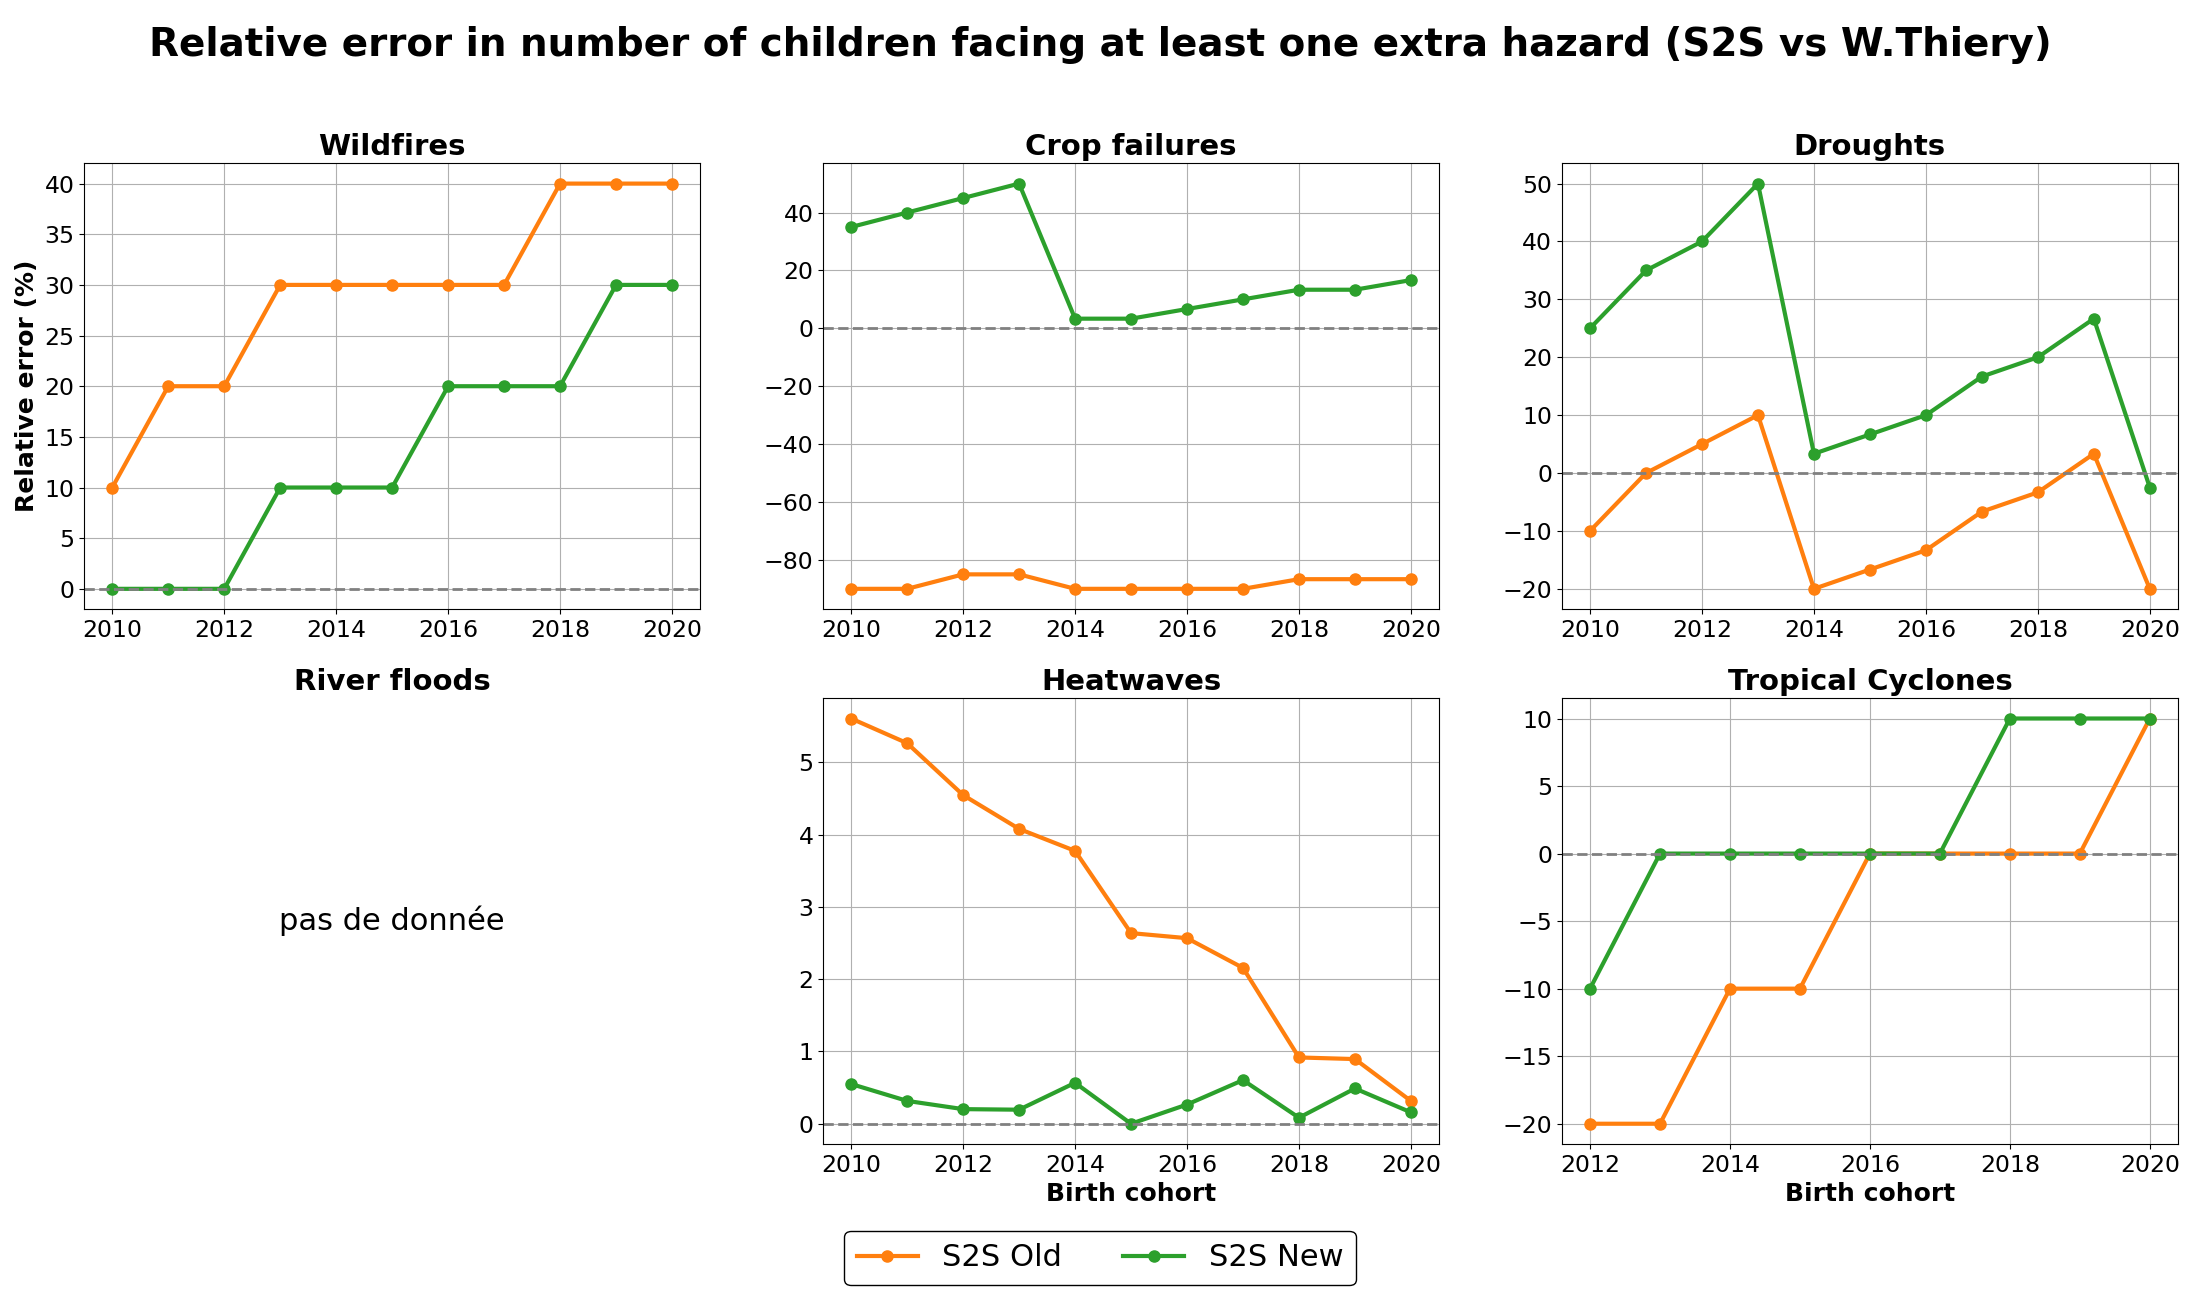 Relative error in number of children facing at least one extra hazard (S2S vs W.Thiery)
Wildfires
Relative error (%)
40
35
30
25
20
15
10
5
0
2010 2012 2014 2016 2018 2020
Crop failures
40
20
0
−20
−40
−60
−80
2010 2012 2014 2016 2018 2020
Droughts
50
40
30
20
10
0
−10
−20
2010 2012 2014 2016 2018 2020
River floods
pas de donnée
Heatwaves
5
4
3
2
1
0
2010 2012 2014 2016 2018 2020
Birth cohort
Tropical Cyclones
10
5
0
−5
−10
−15
−20
2012 2014 2016 2018 2020
Birth cohort
S2S Old S2S New